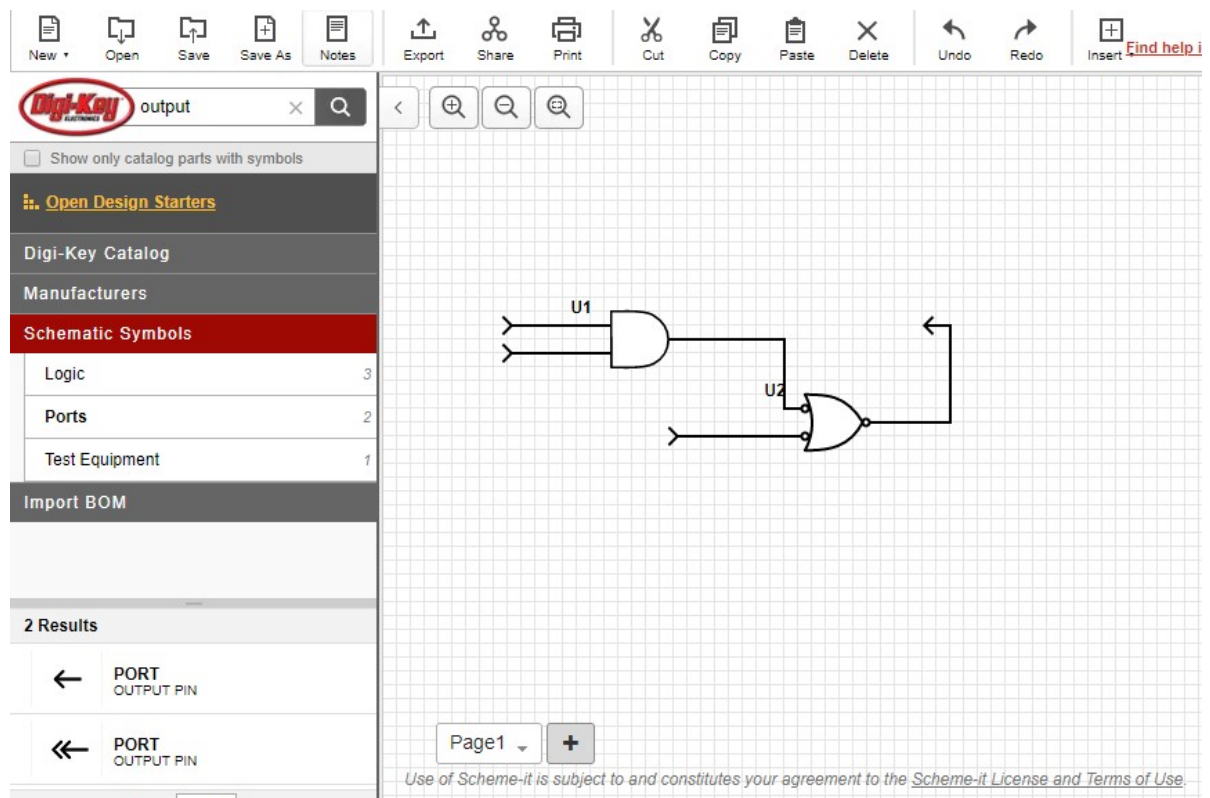 New Open Save Save As Notes Export Share Print Cut Copy Paste Delete Undo Redo Insert Find help i
Digi-Key ELECTRONICS output
Show only catalog parts with symbols
Open Design Starters
Digi-Key Catalog
Manufacturers
Schematic Symbols
Logic 3
Ports 2
Test Equipment 1
Import BOM
2 Results
PORT
OUTPUT PIN
PORT
OUTPUT PIN
U1
U2
Page1
Use of Scheme-it is subject to and constitutes your agreement to the Scheme-it License and Terms of Use.